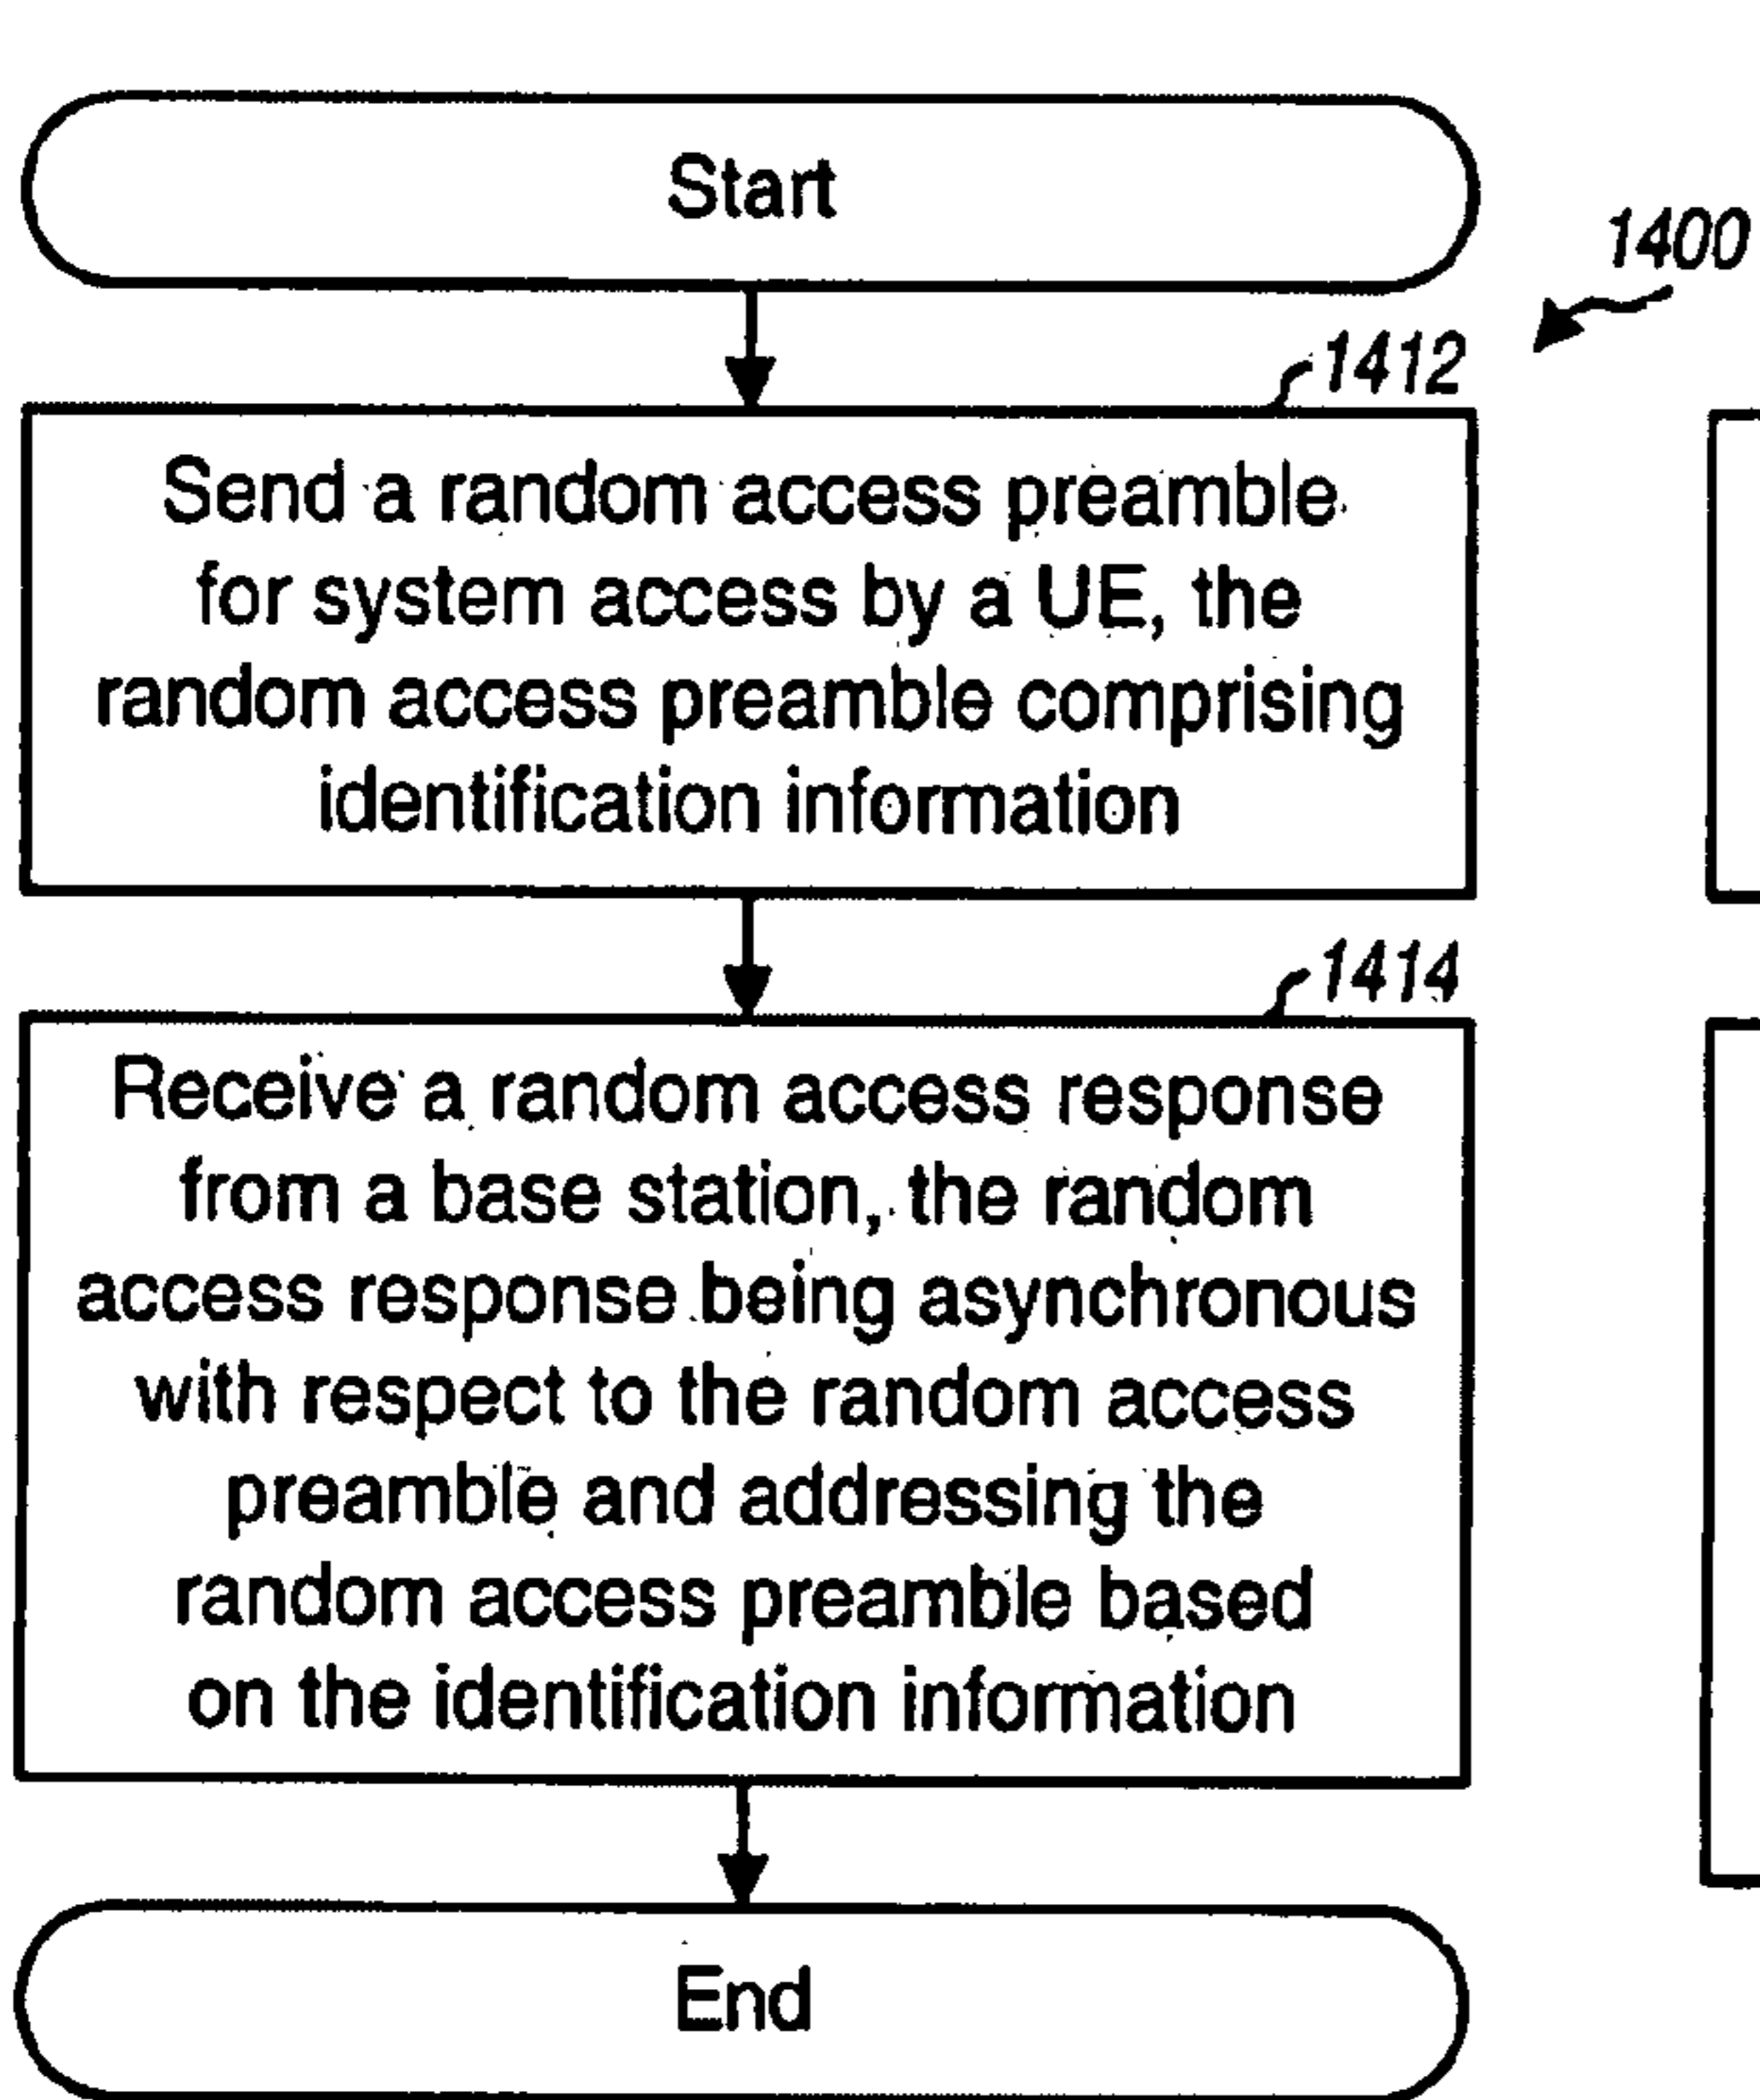 Start
1400
1412
Send a random access preamble
for system access by a UE, the
random access preamble comprising
identification information
1414
Receive a random access response
from a base station, the random
access response being asynchronous
with respect to the random access
preamble and addressing the
random access preamble based
on the identification information
End